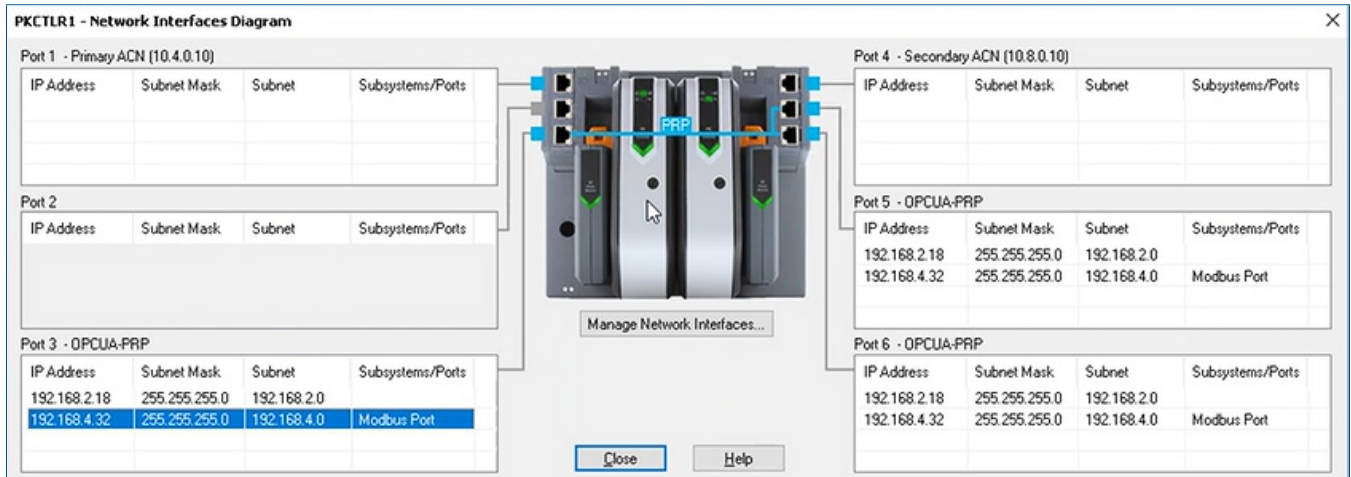 PKCTLR1 - Network Interfaces Diagram
Port 1 - Primary ACN (10.4.0.10)
IP Address Subnet Mask Subnet Subsystems/Ports
Port 2
IP Address Subnet Mask Subnet Subsystems/Ports
Port 3 - OPCUA-PRP
IP Address Subnet Mask Subnet Subsystems/Ports
192.168.2.18 255.255.255.0 192.168.2.0
192.168.4.32 255.255.255.0 192.168.4.0 Modbus Port
PRP
Manage Network Interfaces...
Close Help
Port 4 - Secondary ACN (10.8.0.10)
IP Address Subnet Mask Subnet Subsystems/Ports
Port 5 - OPCUA-PRP
IP Address Subnet Mask Subnet Subsystems/Ports
192.168.2.18 255.255.255.0 192.168.2.0
192.168.4.32 255.255.255.0 192.168.4.0 Modbus Port
Port 6 - OPCUA-PRP
IP Address Subnet Mask Subnet Subsystems/Ports
192.168.2.18 255.255.255.0 192.168.2.0
192.168.4.32 255.255.255.0 192.168.4.0 Modbus Port